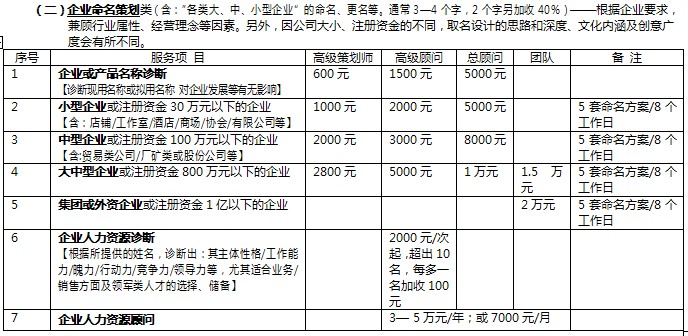 （二）企业命名策划类（含：“各类大、中、小型企业“的命名、更名等。通常 3—4 个字，2 个字另加收 40％）——根据企业要求，
兼顾行业属性、经营理念等因素。另外，因公司大小、注册资金的不同，取名设计的思路和深度、文化内涵及创意广
度会有所不同。
序号 服务项 目 高级策划师 高级顾问 总顾问 团队 备 注
1 企业或产品名称诊断 600 元 1500 元 5000元
【诊断现用名称或拟用名称 对企业发展等有无影响】
2 小型企业或注册资金 30 万元以下的企业 1000 元 2000 元 5000元 5 套命名方案/8 个
【含：店铺/工作室/酒店/商场/协会/有限公司等】 工作日
3 中型企业或注册资金 100 万元以下的企业 2000 元 3000 元 8000元 5 套命名方案/8 个
【含:贸易类公司/厂矿类或股份公司等】 工作日
4 大中型企业或注册资金 800 万元以下的企业 2800 元 5000 元 1 万元 1.5 万 5 套命名方案/8 个
元 工作日
5 集团或外资企业或注册资金 1 亿以下的企业 2 万元 5 套命名方案/8 个
工作日
6 企业人力资源诊断 2000 元/次
【根据所提供的姓名，诊断出：其主体性格/工作能 起，超出 10
力/魄力/行动力/竞争力/领导力等，尤其适合业务/ 名，每多一
销售方面及领军类人才的选择、储备】 名加收 100
元
7 企业人力资源顾问 3— 5 万元/年；或 7000 元/月